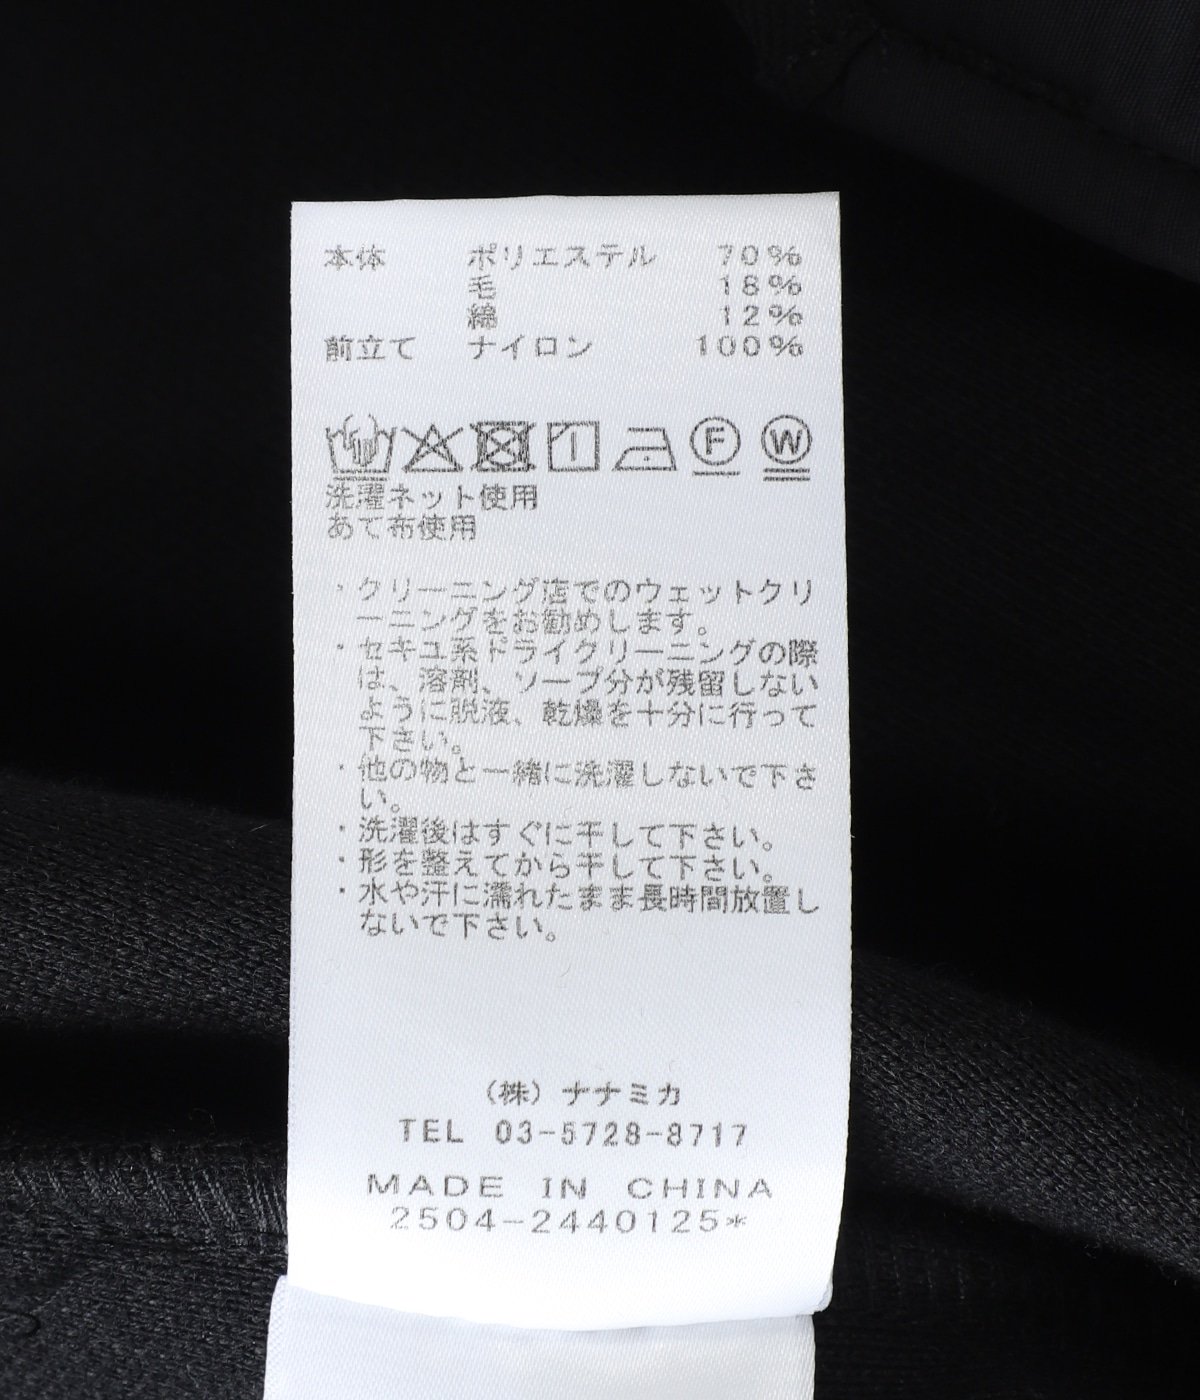 本体 ポリエステル 70%
毛 18%
綿 12%
前立て ナイロン 100%
F W
洗濯ネット使用
あて布使用
・クリーニング店でのウェットクリ
ーニングをお勧めします。
・セキユ系ドライクリーニングの際
は、溶剤、ソープ分が残留しない
ように脱液、乾燥を十分に行って
下さい。
・他の物と一緒に洗濯しないで下さ
い。
・洗濯後はすぐに干して下さい。
・形を整えてから干して下さい。
・水や汗に濡れたまま長時間放置し
ないで下さい。
(株)ナナミカ
TEL 03-5728-8717
MADE IN CHINA
2504-2440125*